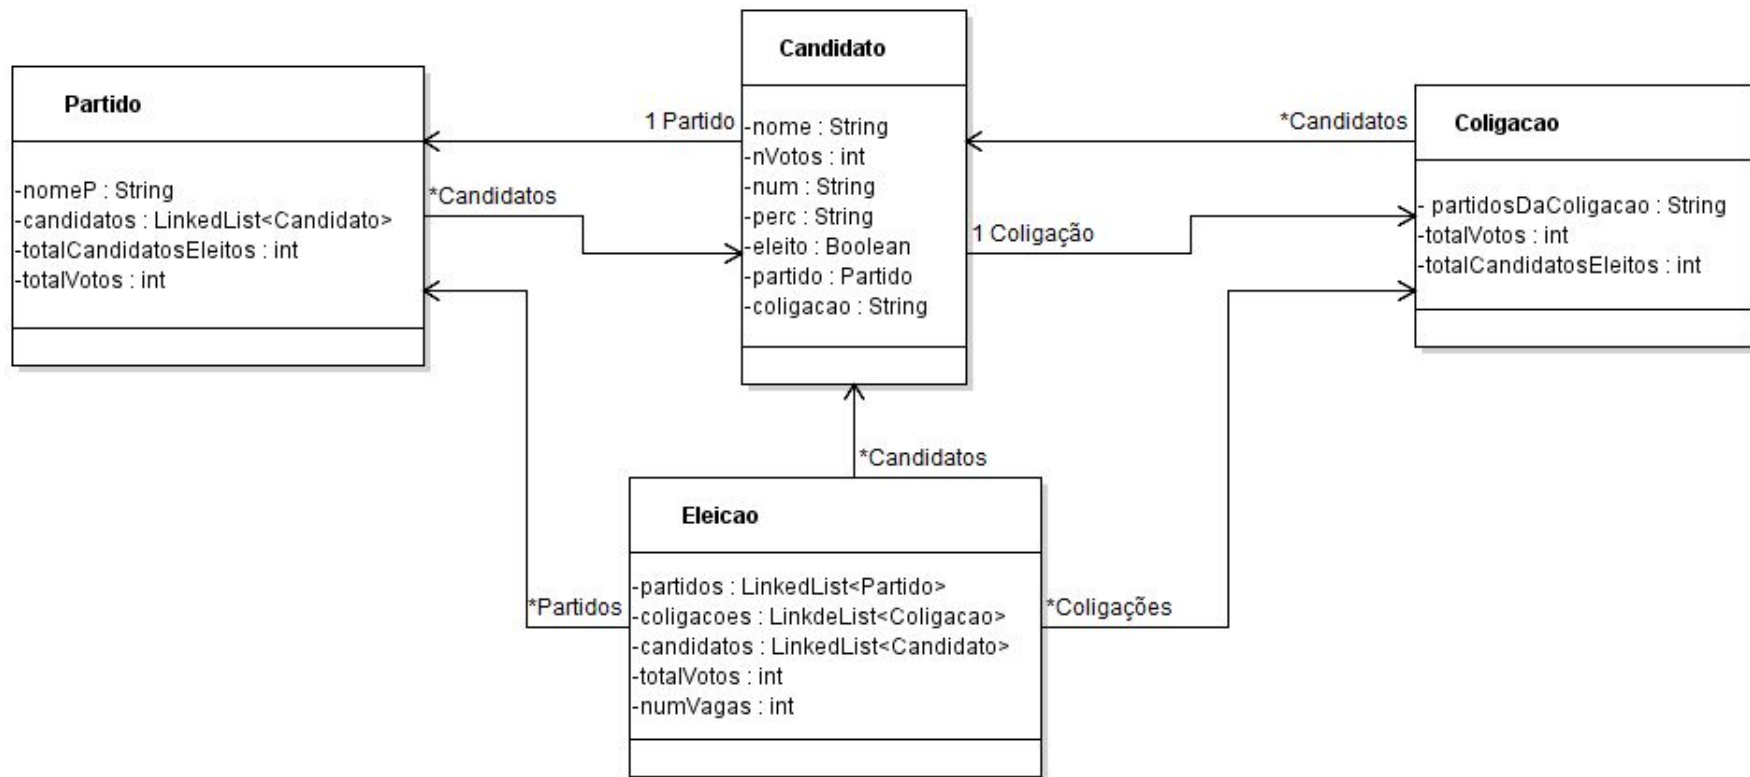 Candidato
-nome : String
-nVotos : int
-num : String
-perc : String
-eleito : Boolean
-partido : Partido
-coligacao : String
Partido
-nomeP : String
-candidatos : LinkedList<Candidato>
-totalCandidatosEleitos : int
-totalVotos : int
1 Partido
*Candidatos
*Candidatos
1 Coligação
Coligacao
- partidosDaColigacao : String
-totalVotos : int
-totalCandidatosEleitos : int
*Candidatos
Eleicao
-partidos : LinkedList<Partido>
-coligacoes : LinkdeList<Coligacao>
-candidatos : LinkedList<Candidato>
-totalVotos : int
-numVagas : int
*Partidos
*Coligações